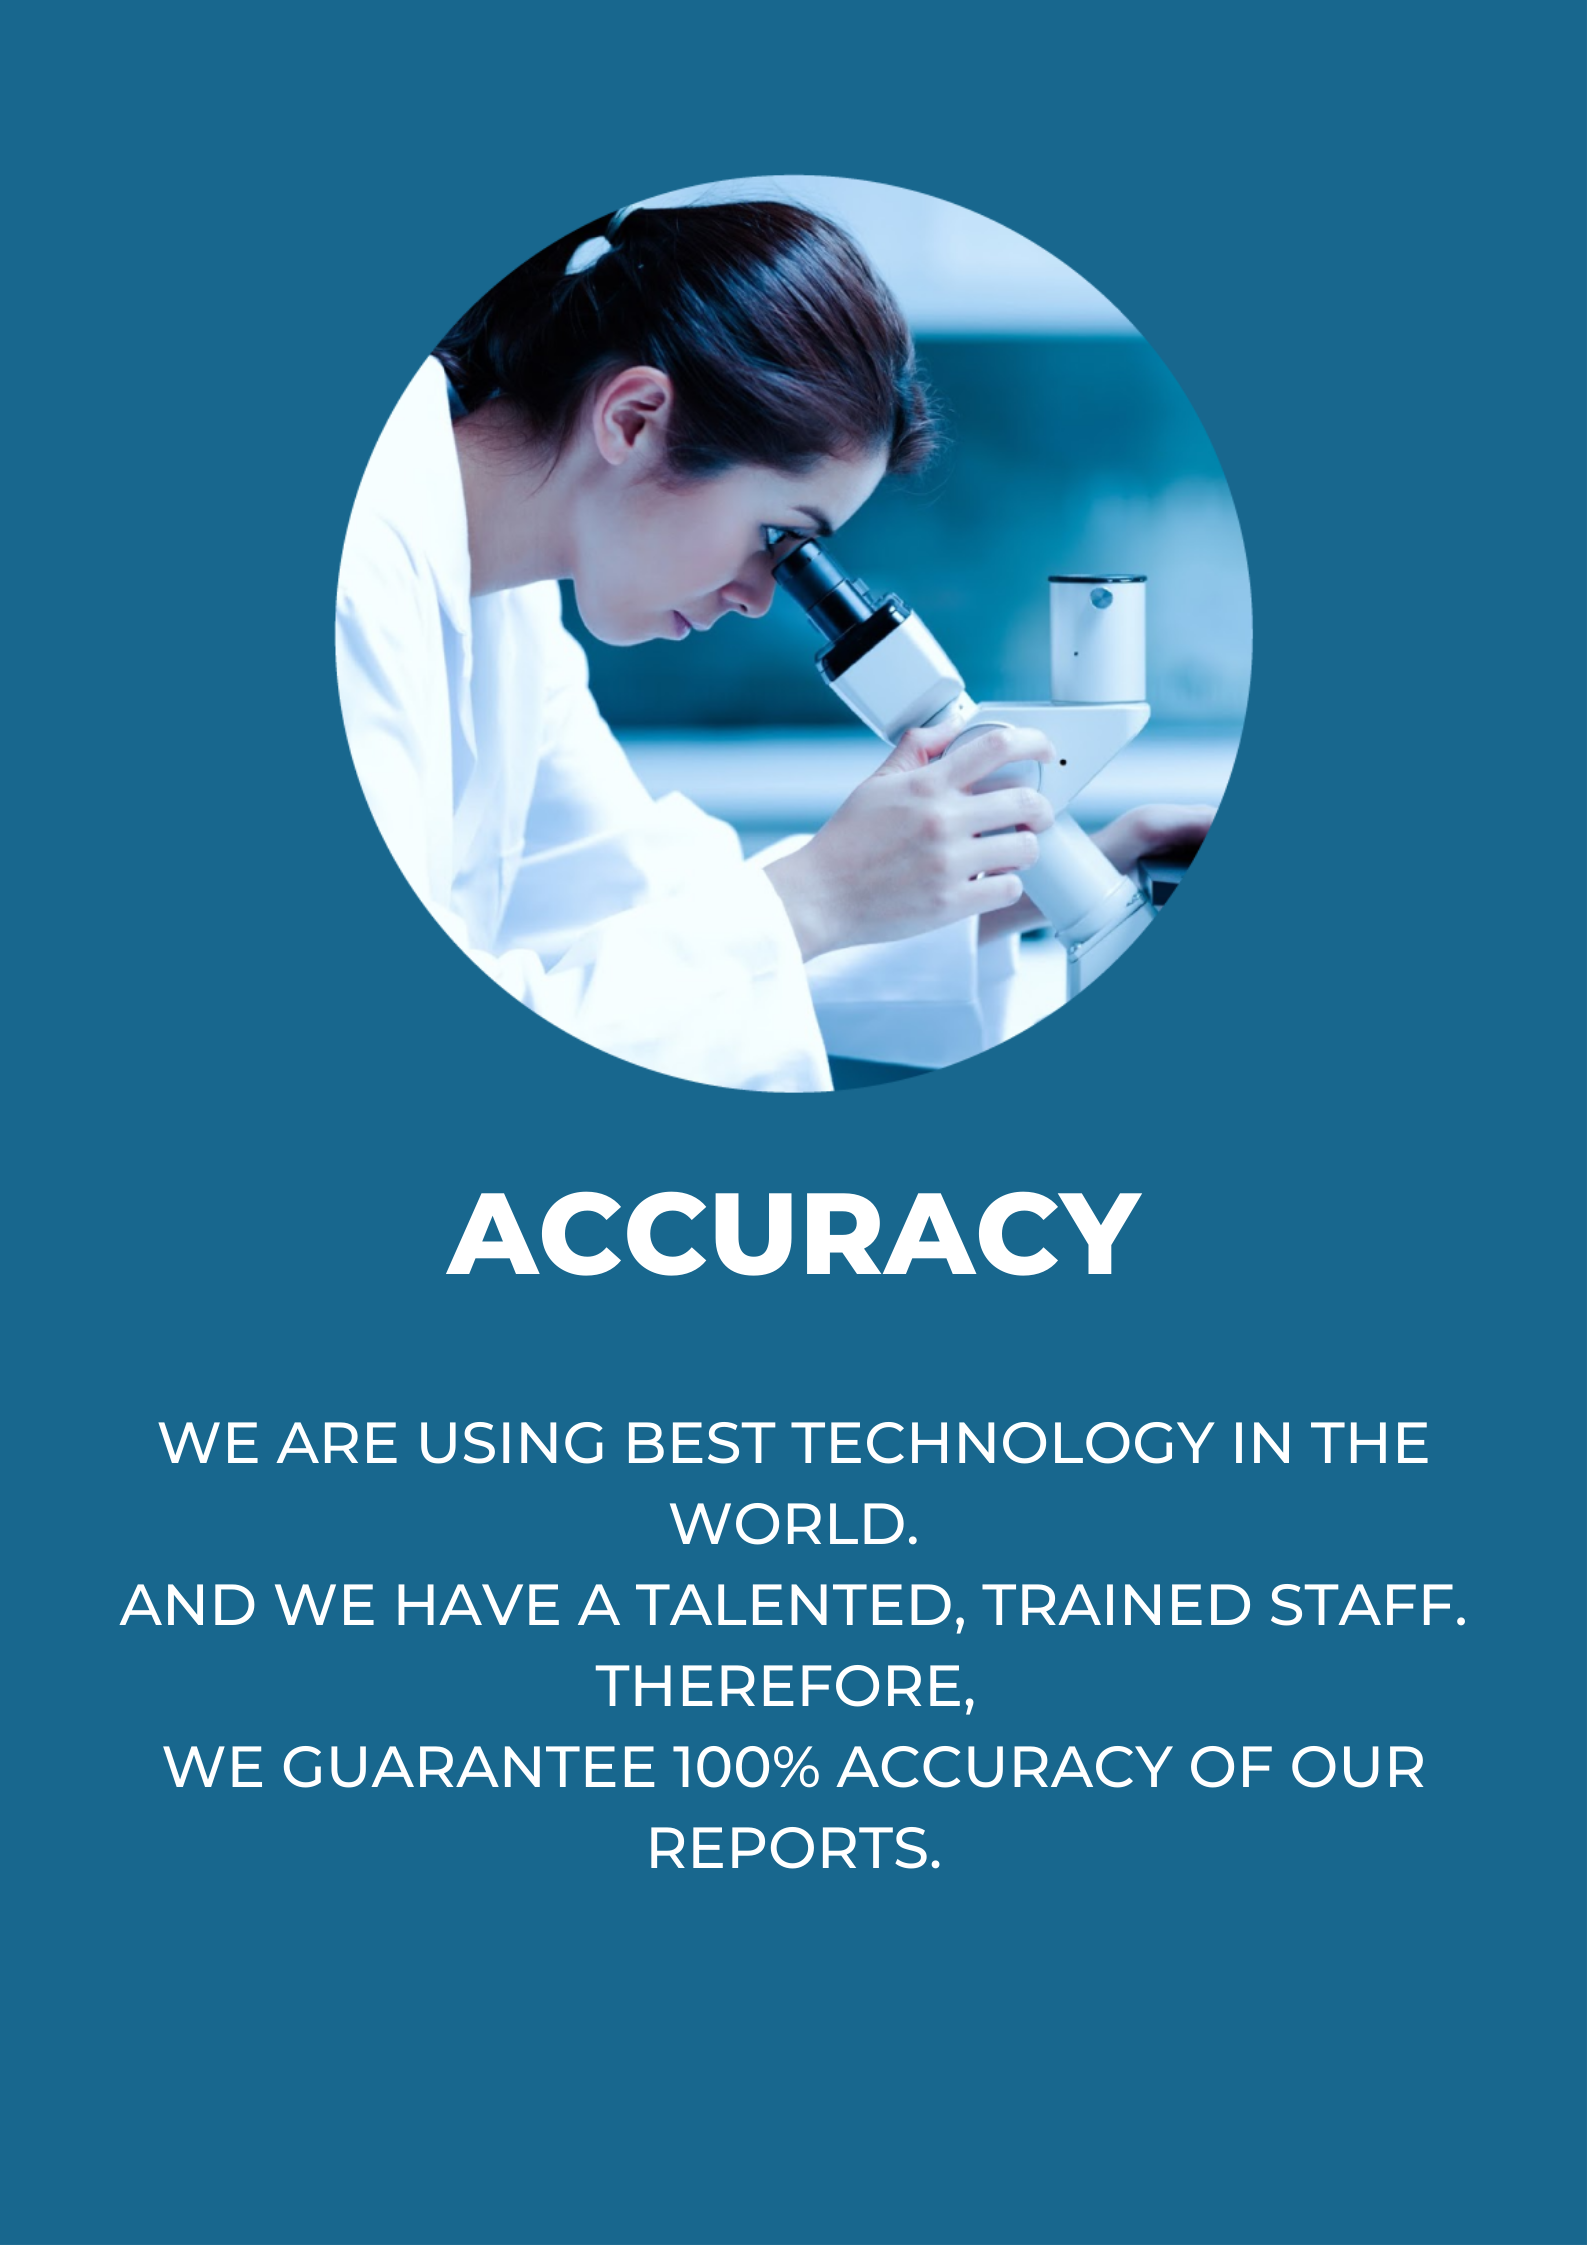 ACCURACY
WE ARE USING BEST TECHNOLOGY IN THE
WORLD.
AND WE HAVE A TALENTED, TRAINED STAFF.
THEREFORE,
WE GUARANTEE 100% ACCURACY OF OUR
REPORTS.